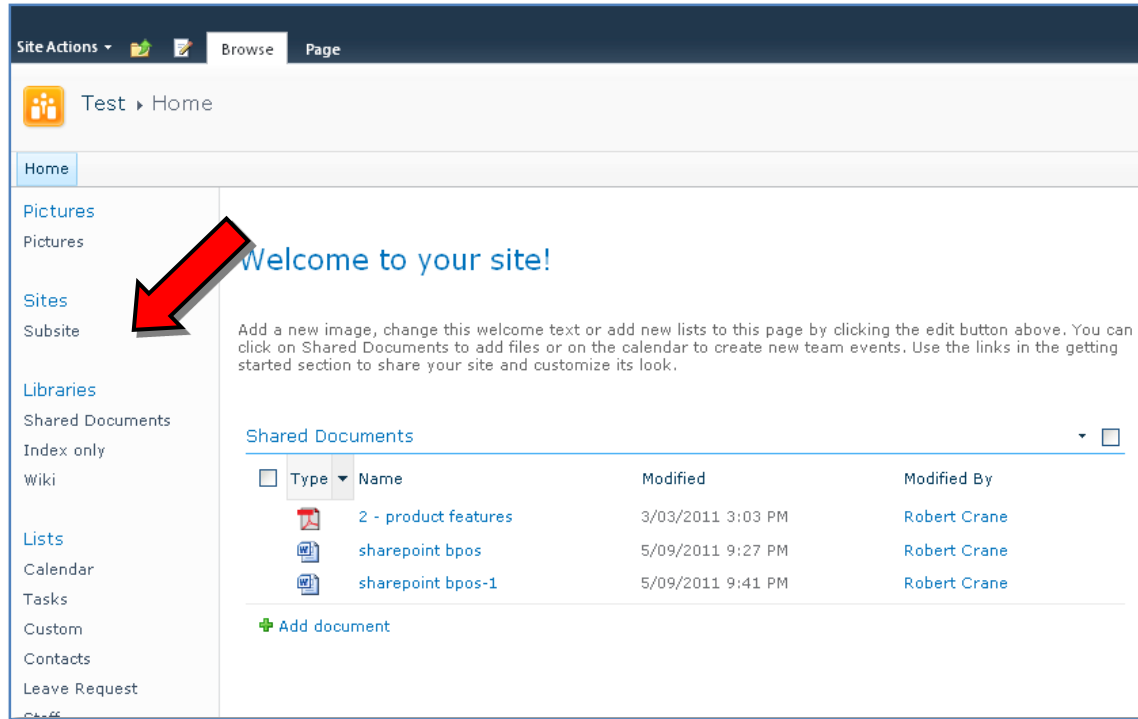 Site Actions Browse Page
Test Home
Home
Pictures
Pictures
Sites
Subsite
Libraries
Shared Documents
Index only
Wiki
Lists
Calendar
Tasks
Custom
Contacts
Leave Request
Staff
Welcome to your site!
Add a new image, change this welcome text or add new lists to this page by clicking the edit button above. You can
click on Shared Documents to add files or on the calendar to create new team events. Use the links in the getting
started section to share your site and customize its look.
Shared Documents
Type Name Modified Modified By
2 - product features 3/03/2011 3:03 PM Robert Crane
sharepoint bpos 5/09/2011 9:27 PM Robert Crane
sharepoint bpos-1 5/09/2011 9:41 PM Robert Crane
Add document